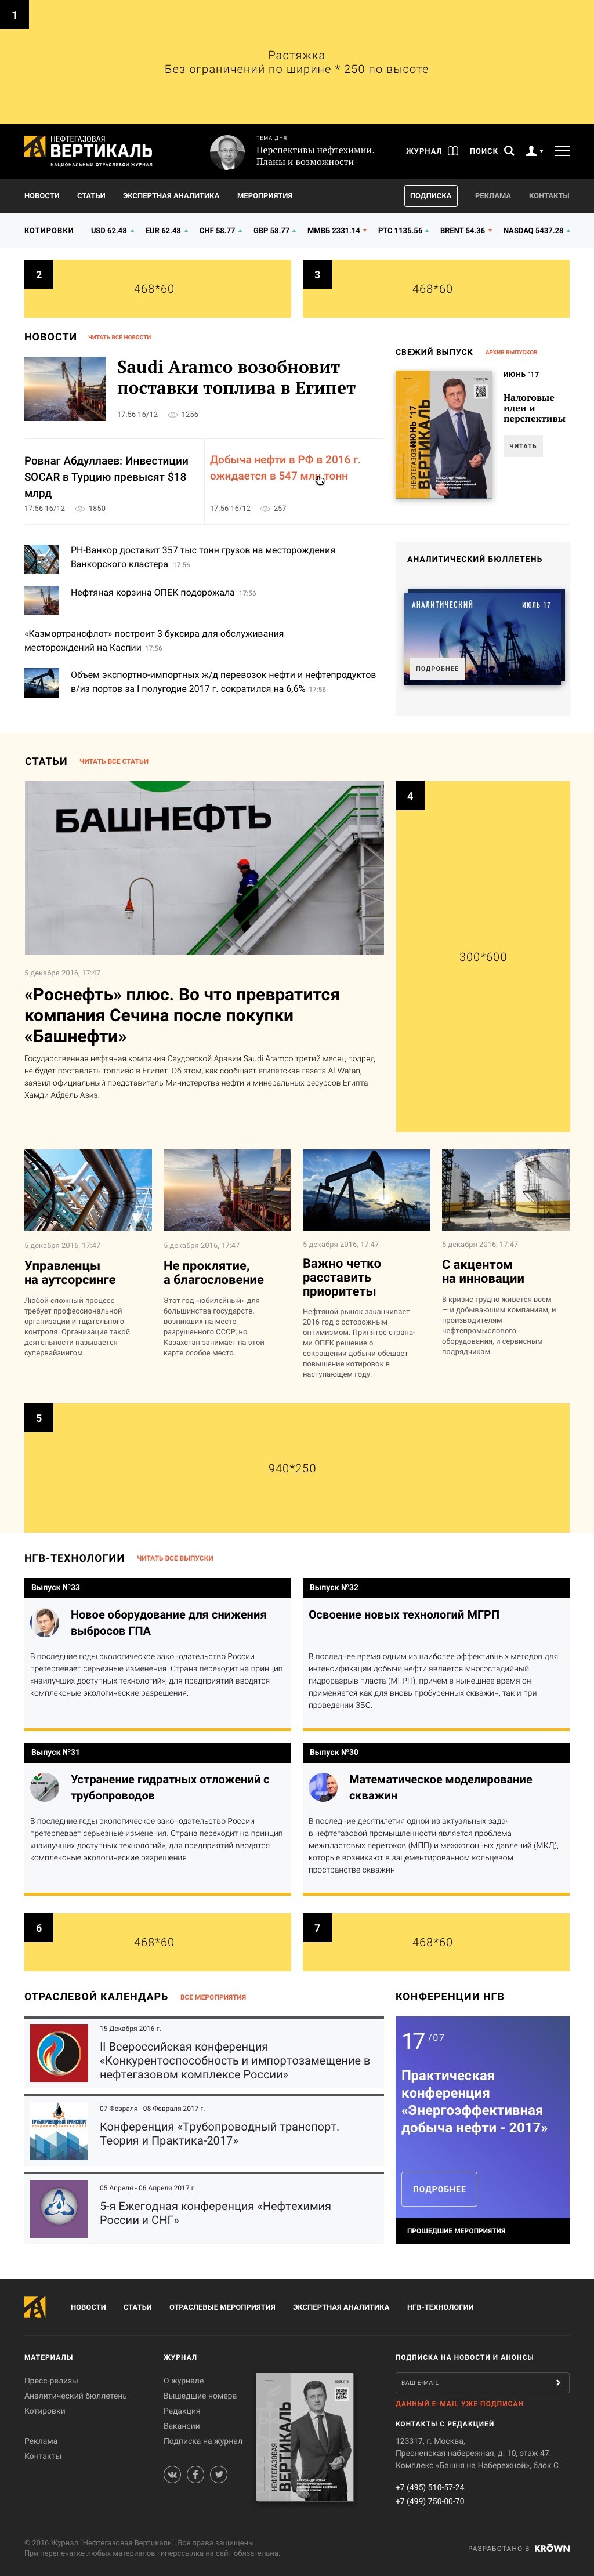 1
Растяжка
Без ограничений по ширине * 250 по высоте
НЕФТЕГАЗОВАЯ
ВЕРТИКАЛЬ
НАЦИОНАЛЬНЫЙ ОТРАСЛЕВОЙ ЖУРНАЛ
ТЕМА ДНЯ
Перспективы нефтехимии.
Планы и возможности
ЖУРНАЛ
ПОИСК
НОВОСТИ СТАТЬИ ЭКСПЕРТНАЯ АНАЛИТИКА МЕРОПРИЯТИЯ ПОДПИСКА РЕКЛАМА КОНТАКТЫ
КОТИРОВКИ USD 62.48 EUR 62.48 CHF 58.77 GBP 58.77 ММВБ 2331.14 РТС 1135.56 BRENT 54.36 NASDAQ 5437.28
2
468*60
3
468*60
НОВОСТИ ЧИТАТЬ ВСЕ НОВОСТИ
Saudi Aramco возобновит
поставки топлива в Египет
17:56 16/12 1256
Ровнаг Абдуллаев: Инвестиции
SOCAR в Турцию превысят $18
млрд
17:56 16/12 1850
Добыча нефти в РФ в 2016 г.
ожидается в 547 млн тонн
17:56 16/12 257
РН-Ванкор доставит 357 тыс тонн грузов на месторождения
Ванкорского кластера 17:56
Нефтяная корзина ОПЕК подорожала 17:56
«Казмортрансфлот» построит 3 буксира для обслуживания
месторождений на Каспии 17:56
Объем экспортно-импортных ж/д перевозок нефти и нефтепродуктов
в/из портов за I полугодие 2017 г. сократился на 6,6% 17:56
СВЕЖИЙ ВЫПУСК АРХИВ ВЫПУСКОВ
НЕФТЕГАЗОВАЯ
ВЕРТИКАЛЬ
ИЮНЬ '17
ИЮНЬ '17
Налоговые
идеи и
перспективы
ЧИТАТЬ
АНАЛИТИЧЕСКИЙ БЮЛЛЕТЕНЬ
АНАЛИТИЧЕСКИЙ ИЮЛЬ 17
ПОДРОБНЕЕ
СТАТЬИ ЧИТАТЬ ВСЕ СТАТЬИ
БАШНЕФТЬ
5 декабря 2016, 17:47
«Роснефть» плюс. Во что превратится
компания Сечина после покупки
«Башнефти»
Государственная нефтяная компания Саудовской Аравии Saudi Aramco третий месяц подряд
не будет поставлять топливо в Египет. Об этом, как сообщает египетская газета Al-Watan,
заявил официальный представитель Министерства нефти и минеральных ресурсов Египта
Хамди Абдель Азиз.
4
300*600
5 декабря 2016, 17:47
Управленцы
на аутсорсинге
Любой сложный процесс
требует профессиональной
организации и тщательного
контроля. Организация такой
деятельности называется
супервайзингом.
5 декабря 2016, 17:47
Не проклятие,
а благословение
Этот год «юбилейный» для
большинства государств,
возникших на месте
разрушенного СССР, но
Казахстан занимает на этой
карте особое место.
5 декабря 2016, 17:47
Важно четко
расставить
приоритеты
Нефтяной рынок заканчивает
2016 год с осторожным
оптимизмом. Принятое страна-
ми ОПЕК решение о
сокращении добычи обещает
повышение котировок в
наступающем году.
5 декабря 2016, 17:47
С акцентом
на инновации
В кризис трудно живется всем
— и добывающим компаниям, и
производителям
нефтепромыслового
оборудования, и сервисным
подрядчикам.
5
940*250
НГВ-ТЕХНОЛОГИИ ЧИТАТЬ ВСЕ ВЫПУСКИ
Выпуск №33
Новое оборудование для снижения
выбросов ГПА
В последние годы экологическое законодательство России
претерпевает серьезные изменения. Страна переходит на принцип
«наилучших доступных технологий», для предприятий вводятся
комплексные экологические разрешения.
Выпуск №32
Освоение новых технологий МГРП
В последнее время одним из наиболее эффективных методов для
интенсификации добычи нефти является многостадийный
гидроразрыв пласта (МГРП), причем в нынешнее время он
применяется как для вновь пробуренных скважин, так и при
проведении ЗБС.
Выпуск №31
Устранение гидратных отложений с
трубопроводов
В последние годы экологическое законодательство России
претерпевает серьезные изменения. Страна переходит на принцип
«наилучших доступных технологий», для предприятий вводятся
комплексные экологические разрешения.
Выпуск №30
Математическое моделирование
скважин
В последние десятилетия одной из актуальных задач
в нефтегазовой промышленности является проблема
межпластовых перетоков (МПП) и межколонных давлений (МКД),
которые возникают в зацементированном кольцевом
пространстве скважин.
6
468*60
7
468*60
ОТРАСЛЕВОЙ КАЛЕНДАРЬ ВСЕ МЕРОПРИЯТИЯ
15 Декабря 2016 г.
II Всероссийская конференция
«Конкурентоспособность и импортозамещение в
нефтегазовом комплексе России»
ТРУБОПРОВОДНЫЙ ТРАНСПОРТ
07 Февраля - 08 Февраля 2017 г.
Конференция «Трубопроводный транспорт.
Теория и Практика-2017»
05 Апреля - 06 Апреля 2017 г.
5-я Ежегодная конференция «Нефтехимия
России и СНГ»
КОНФЕРЕНЦИИ НГВ
17 /07
Практическая
конференция
«Энергоэффективная
добыча нефти - 2017»
ПОДРОБНЕЕ
ПРОШЕДШИЕ МЕРОПРИЯТИЯ
НОВОСТИ СТАТЬИ ОТРАСЛЕВЫЕ МЕРОПРИЯТИЯ ЭКСПЕРТНАЯ АНАЛИТИКА НГВ-ТЕХНОЛОГИИ
МАТЕРИАЛЫ
Пресс-релизы
Аналитический бюллетень
Котировки
Реклама
Контакты
ЖУРНАЛ
О журнале
Вышедшие номера
Редакция
Вакансии
Подписка на журнал
НЕФТЕГАЗОВАЯ
ВЕРТИКАЛЬ
ПОДПИСКА НА НОВОСТИ И АНОНСЫ
ВАШ E-MAIL
ДАННЫЙ E-MAIL УЖЕ ПОДПИСАН
КОНТАКТЫ С РЕДАКЦИЕЙ
123317, г. Москва,
Пресненская набережная, д. 10, этаж 47.
Комплекс «Башня на Набережной», блок С.
+7 (495) 510-57-24
+7 (499) 750-00-70
© 2016 Журнал "Нефтегазовая Вертикаль". Все права защищены.
При перепечатке любых материалов гиперссылка на сайт обязательна.
РАЗРАБОТАНО В KRÖWN